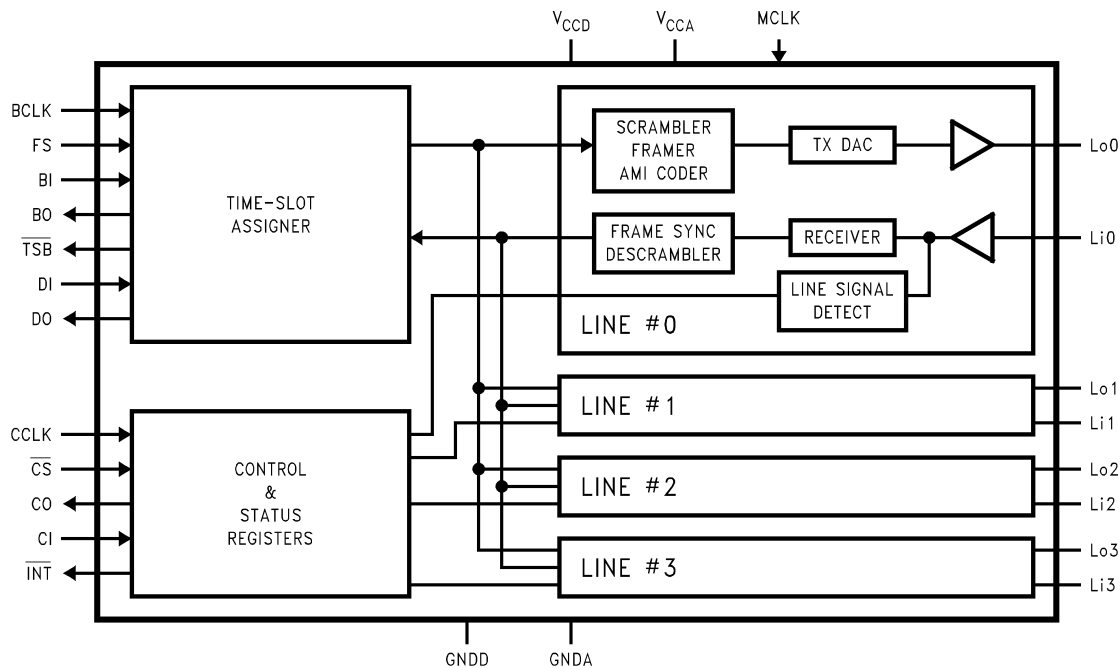 VCCD
VCCA
MCLK
BCLK
FS
BI
BO
TSB
DI
DO
TIME-SLOT
ASSIGNER
SCRAMBLER
FRAMER
AMI CODER
TX DAC
Lo0
FRAME SYNC
DESCRAMBLER
RECEIVER
Li0
LINE SIGNAL
DETECT
LINE #0
CCLK
CS
CO
CI
INT
CONTROL
&
STATUS
REGISTERS
LINE #1
Lo1
Li1
LINE #2
Lo2
Li2
LINE #3
Lo3
Li3
GNDD
GNDA